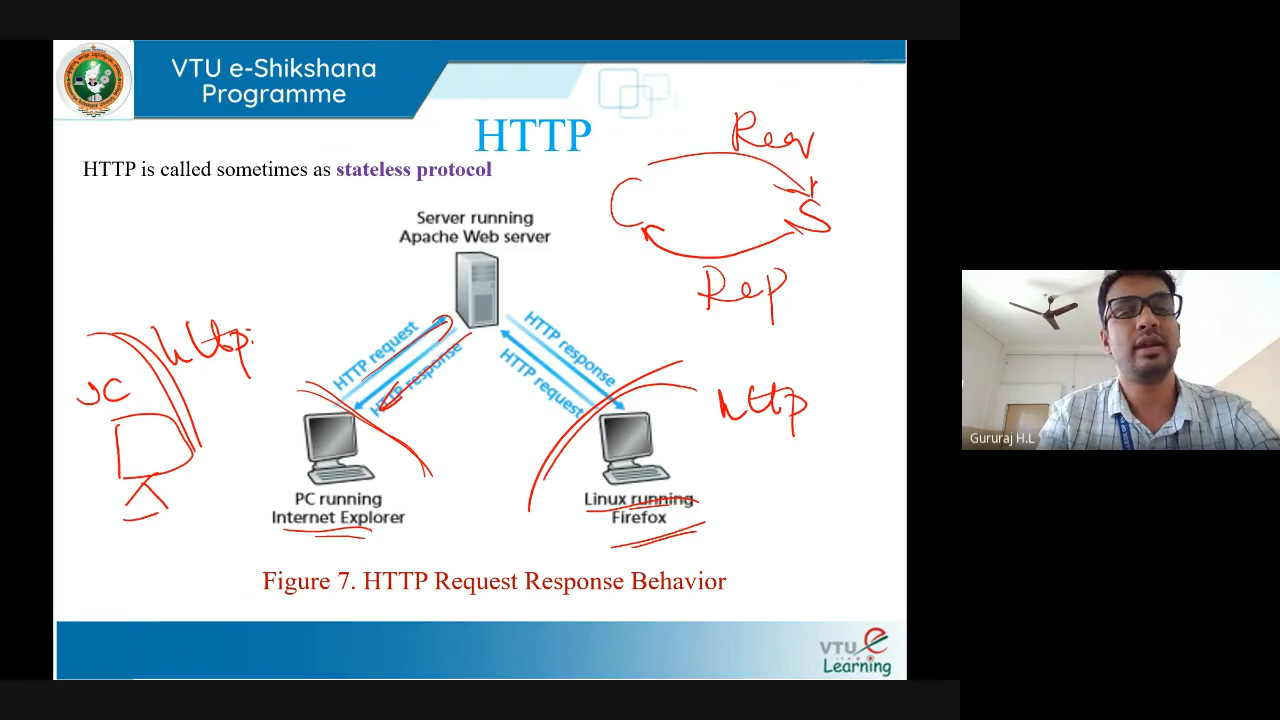 VTU e-Shikshana
Programme
HTTP
HTTP is called sometimes as stateless protocol
Req
C
S
Rep
Server running
Apache Web server
HTTP request
HTTP response
HTTP response
HTTP request
http:
UC
http
PC running
Internet Explorer
Linux running
Firefox
Gururaj H.L
Figure 7. HTTP Request Response Behavior
VTU e
Learning